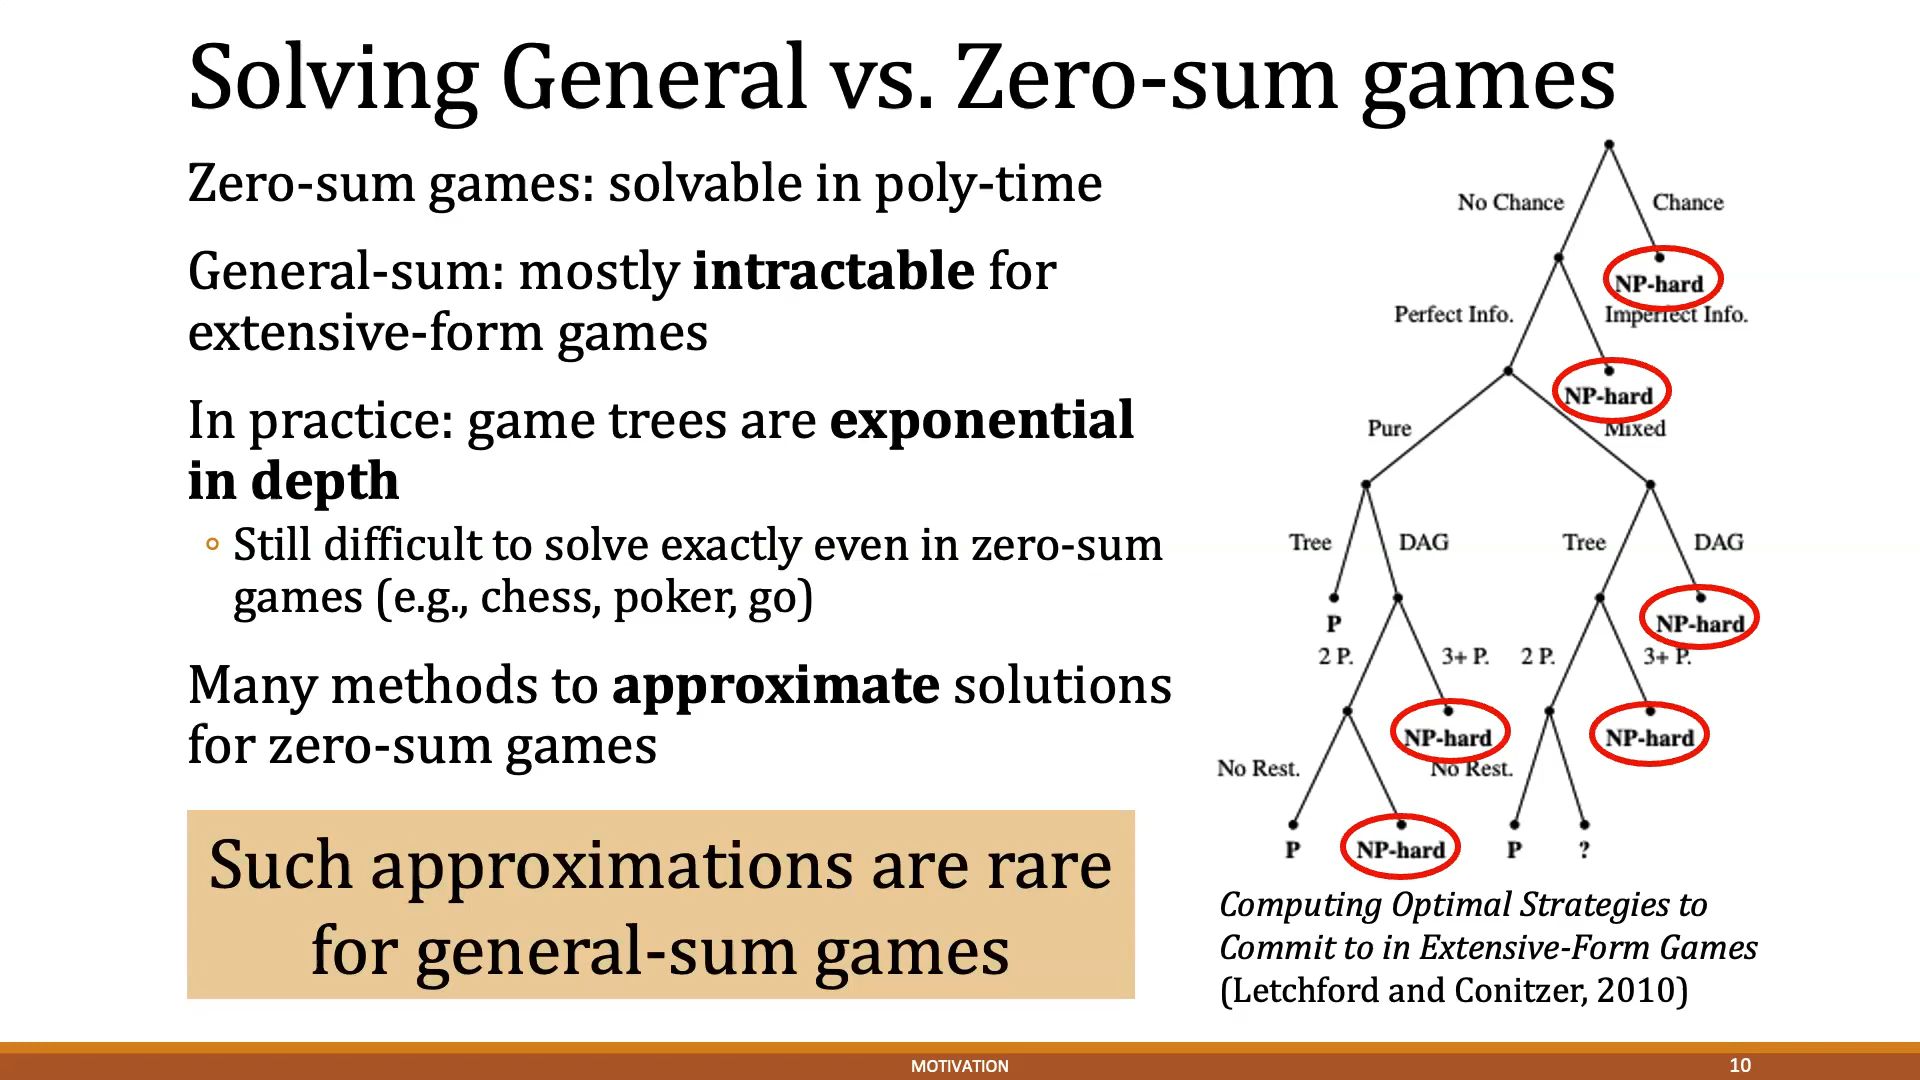 Solving General vs. Zero-sum games
Zero-sum games: solvable in poly-time
General-sum: mostly intractable for
extensive-form games
In practice: game trees are exponential
in depth
◦ Still difficult to solve exactly even in zero-sum
games (e.g., chess, poker, go)
Many methods to approximate solutions
for zero-sum games
Such approximations are rare
for general-sum games
No Chance
Chance
NP-hard
Perfect Info.
Imperfect Info.
NP-hard
Pure
Mixed
Tree
DAG
Tree
DAG
P
NP-hard
2 P.
3+ P.
2 P.
3+ P.
NP-hard
NP-hard
No Rest.
No Rest.
P
NP-hard
P
?
Computing Optimal Strategies to
Commit to in Extensive-Form Games
(Letchford and Conitzer, 2010)
MOTIVATION
10